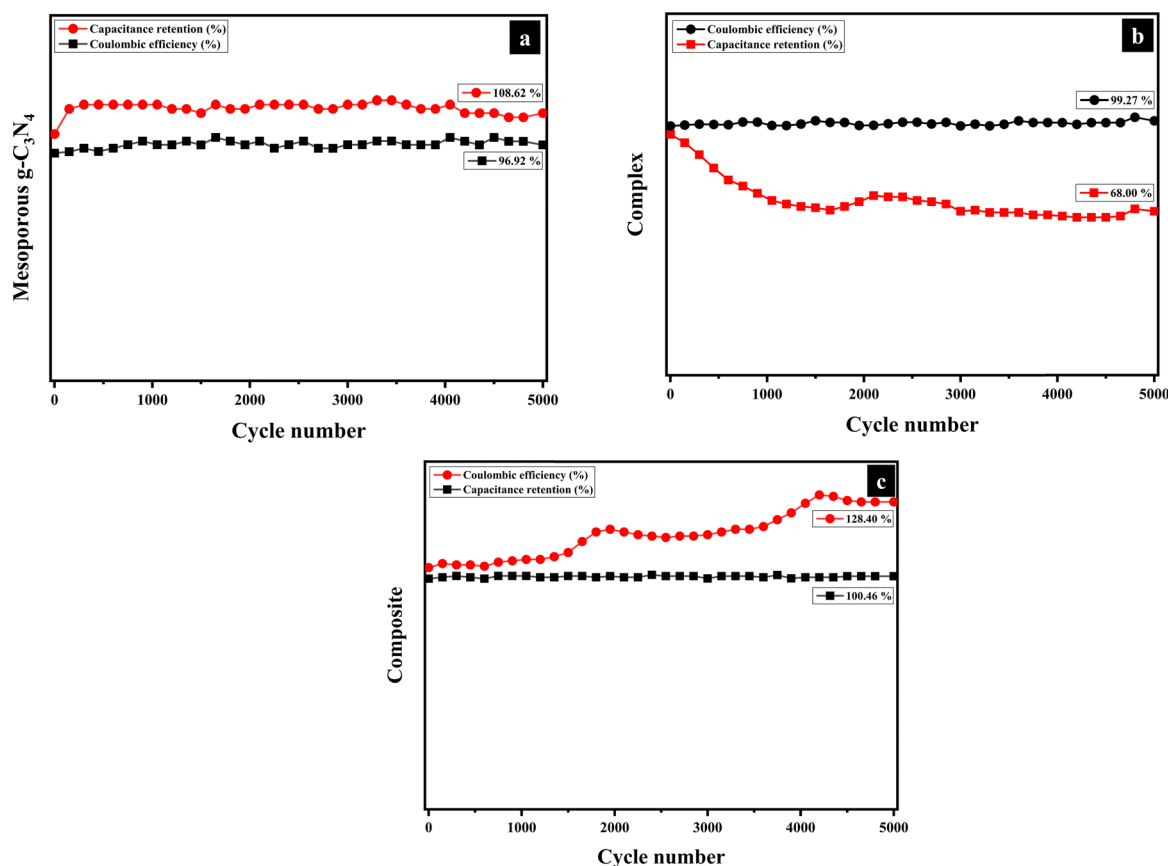 Capacitance retention (%)
Coulombic efficiency (%)
a
108.62 %
96.92 %
Mesoporous g-C₃N₄
0 1000 2000 3000 4000 5000
Cycle number
Coulombic efficiency (%)
Capacitance retention (%)
b
99.27 %
68.00 %
Complex
0 1000 2000 3000 4000 5000
Cycle number
Coulombic efficiency (%)
Capacitance retention (%)
c
128.40 %
100.46 %
Composite
0 1000 2000 3000 4000 5000
Cycle number